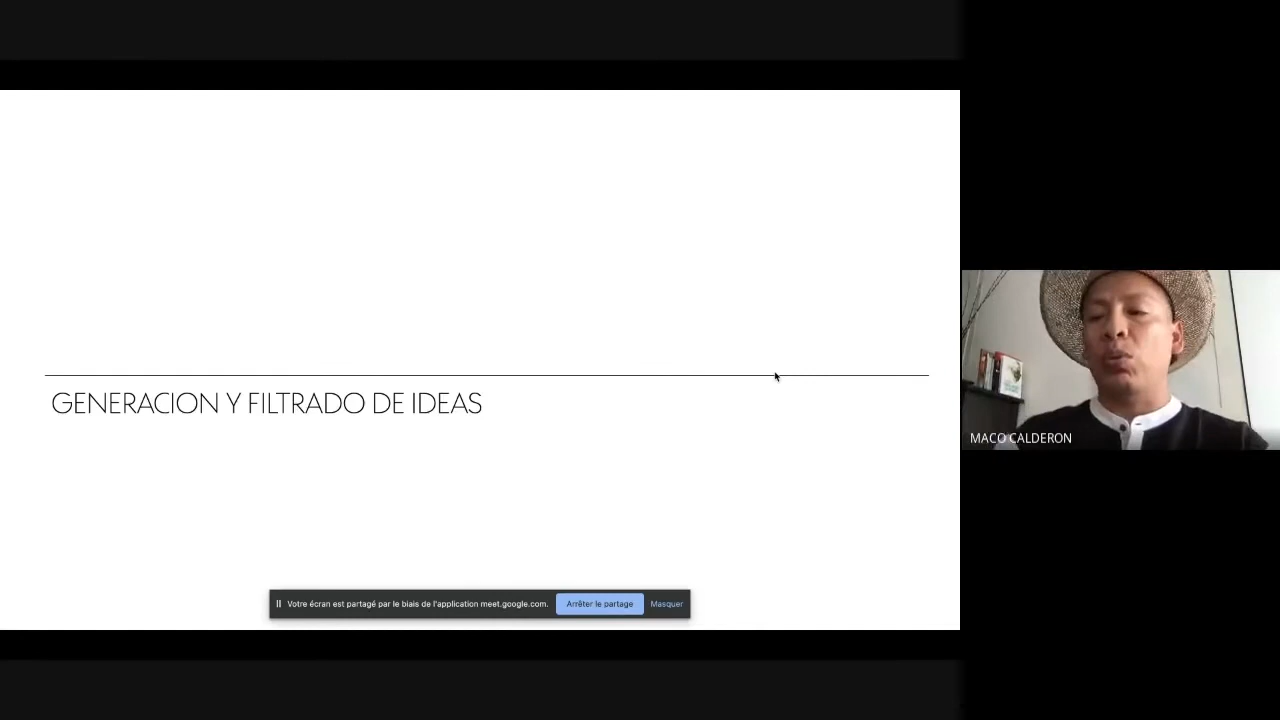 GENERACION Y FILTRADO DE IDEAS
MACO CALDERON
Votre écran est partagé par le biais de l'application meet.google.com. Arrêter le partage Masquer